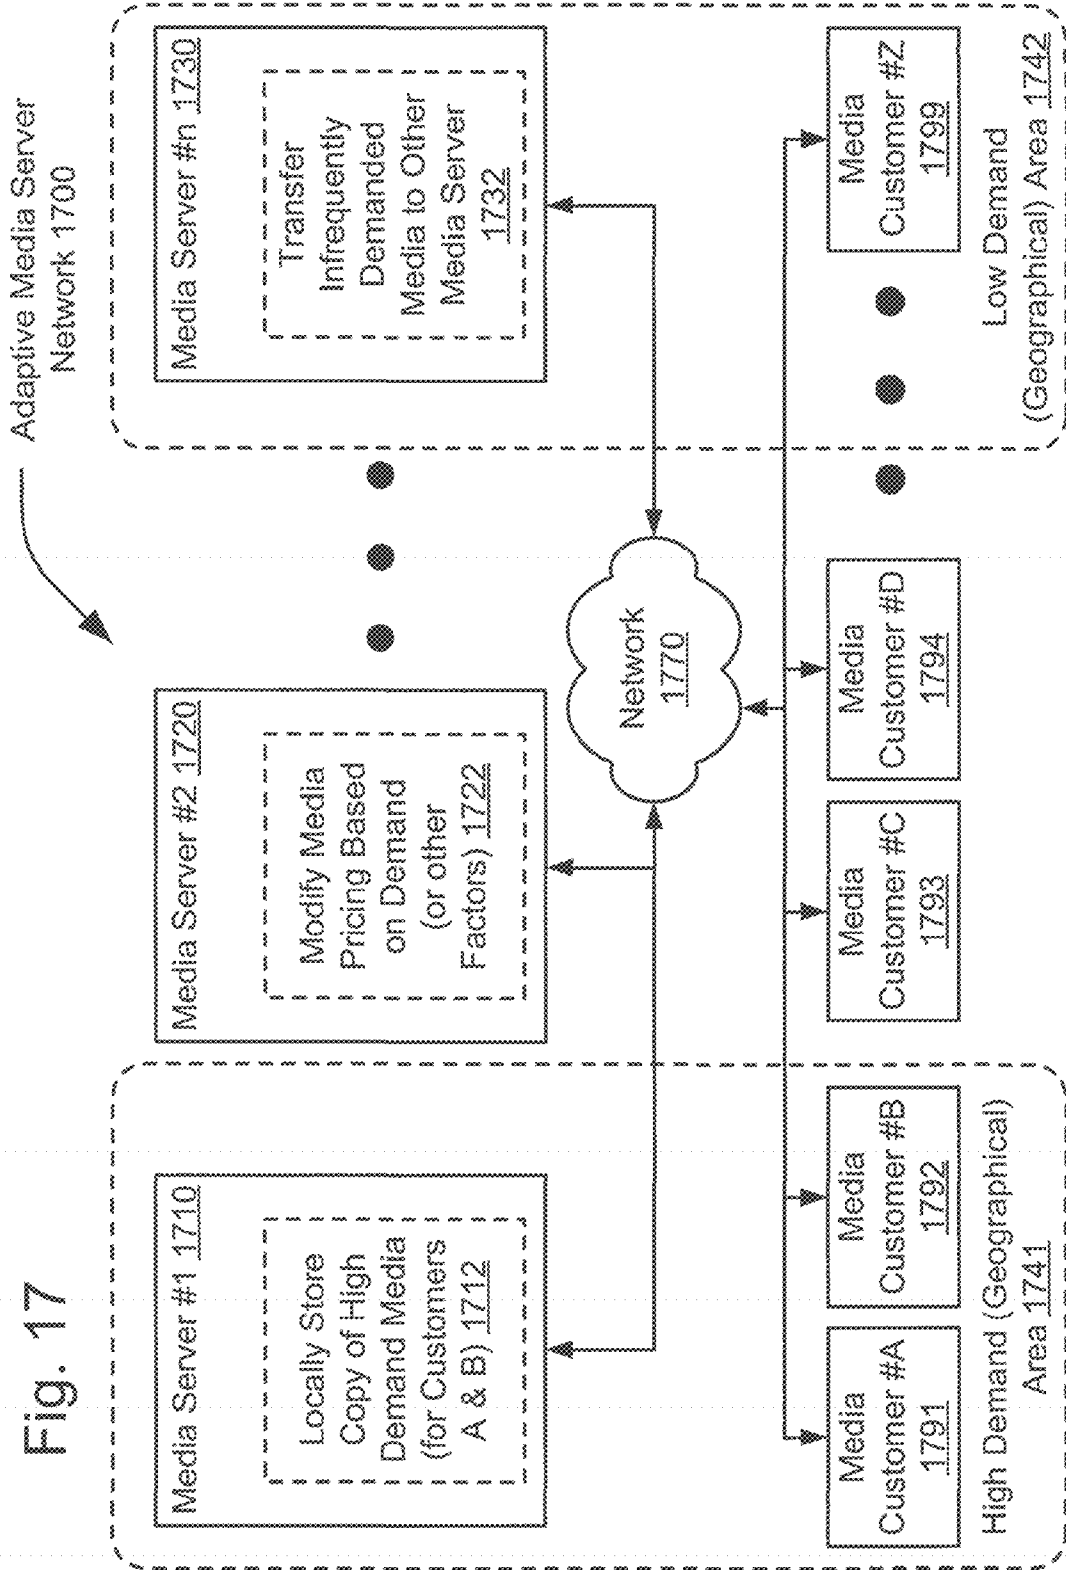 Fig. 17
Adaptive Media Server
Network 1700
Media Server #1 1710
Locally Store
Copy of High
Demand Media
(for Customers
A & B) 1712
Media Server #2 1720
Modify Media
Pricing Based
on Demand
(or other
Factors) 1722
Media Server #n 1730
Transfer
Infrequently
Demanded
Media to Other
Media Server
1732
Network
1770
Media
Customer #A
1791
Media
Customer #B
1792
Media
Customer #C
1793
Media
Customer #D
1794
Media
Customer #Z
1799
High Demand (Geographical)
Area 1741
Low Demand
(Geographical) Area 1742